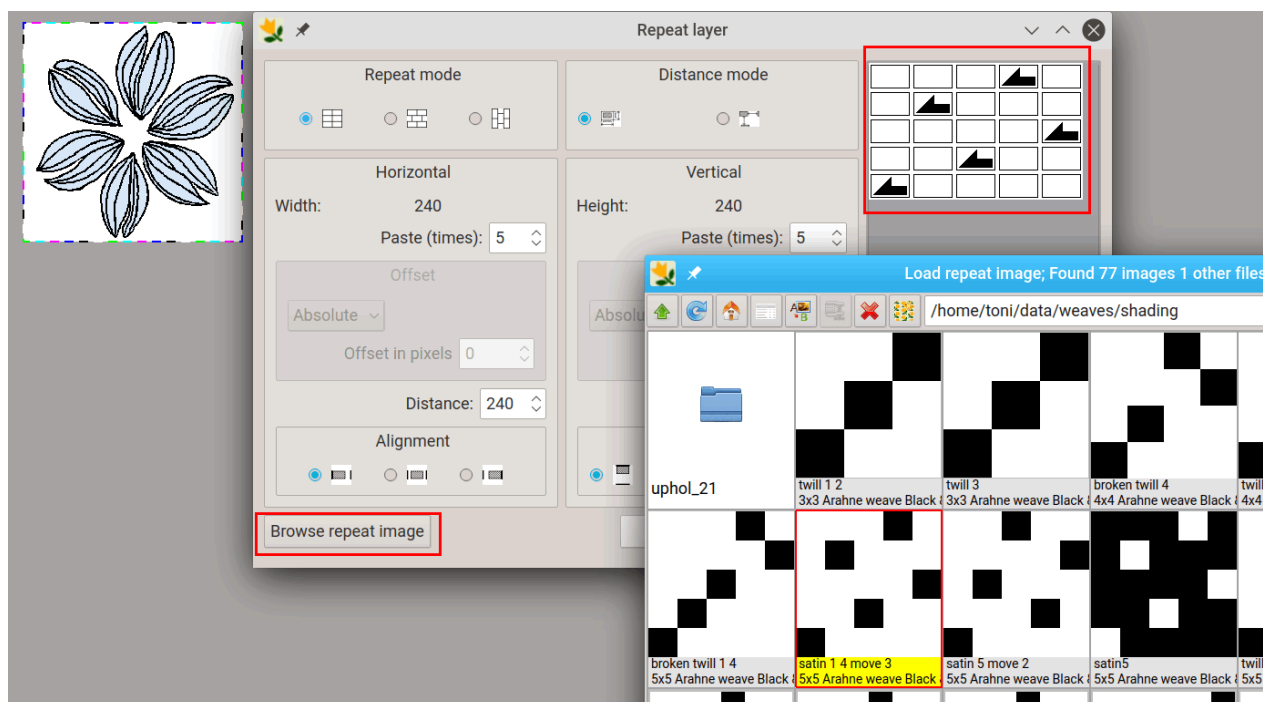 Repeat layer
Repeat mode
Distance mode
Horizontal
Vertical
Width: 240
Height: 240
Paste (times): 5
Paste (times): 5
Offset
Absolute
Absolu
Offset in pixels 0
Distance: 240
Alignment
Browse repeat image
Load repeat image; Found 77 images 1 other files
/home/toni/data/weaves/shading
uphol_21
twill 1 2
3x3 Arahne weave Black
twill 3
3x3 Arahne weave Black
broken twill 4
4x4 Arahne weave Black
twill
4x4
broken twill 1 4
5x5 Arahne weave Black
satin 1 4 move 3
5x5 Arahne weave Black
satin 5 move 2
5x5 Arahne weave Black
satin5
5x5 Arahne weave Black
twill
5x5